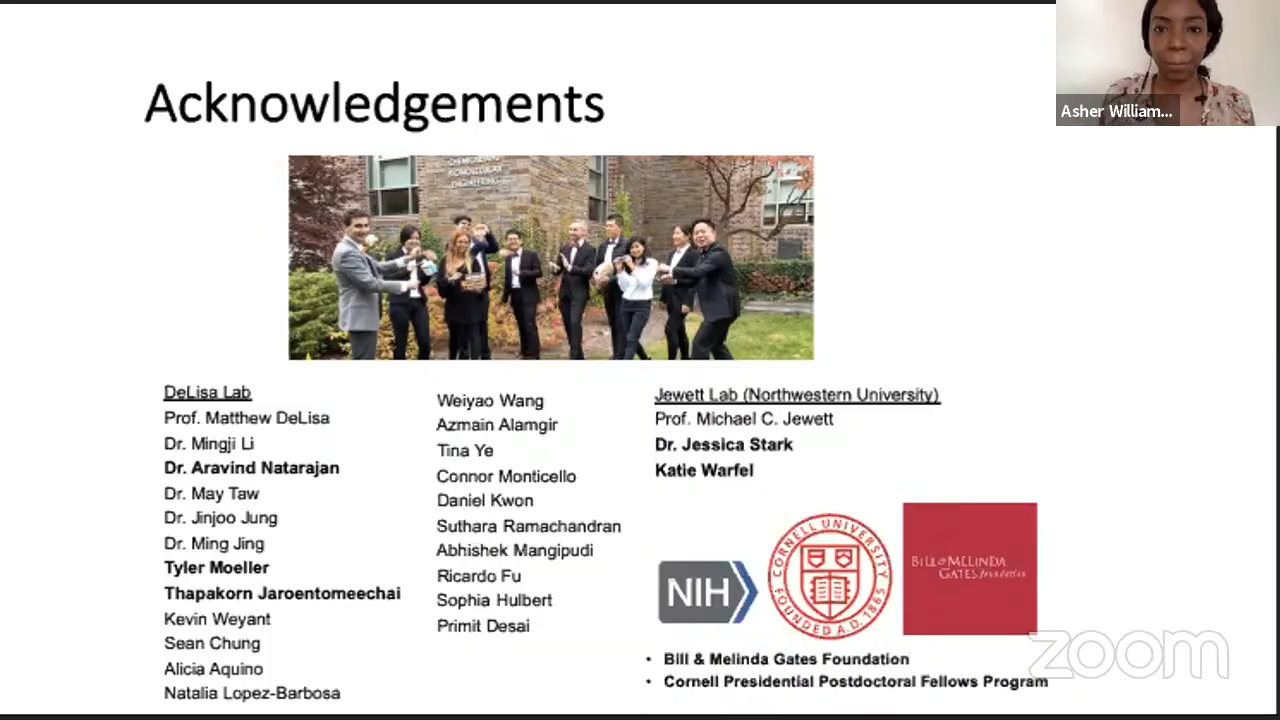 Acknowledgements
Asher William...
ENGINEERING
DeLisa Lab
Prof. Matthew DeLisa
Dr. Mingji Li
Dr. Aravind Natarajan
Dr. May Taw
Dr. Jinjoo Jung
Dr. Ming Jing
Tyler Moeller
Thapakorn Jaroentomeechai
Kevin Weyant
Sean Chung
Alicia Aquino
Natalia Lopez-Barbosa
Weiyao Wang
Azmain Alamgir
Tina Ye
Connor Monticello
Daniel Kwon
Suthara Ramachandran
Abhishek Mangipudi
Ricardo Fu
Sophia Hulbert
Primit Desai
Jewett Lab (Northwestern University)
Prof. Michael C. Jewett
Dr. Jessica Stark
Katie Warfel
NIH
CORNELL UNIVERSITY
FOUNDED A.D. 1865
BILL & MELINDA
GATES foundation
• Bill & Melinda Gates Foundation
• Cornell Presidential Postdoctoral Fellows Program
zoom